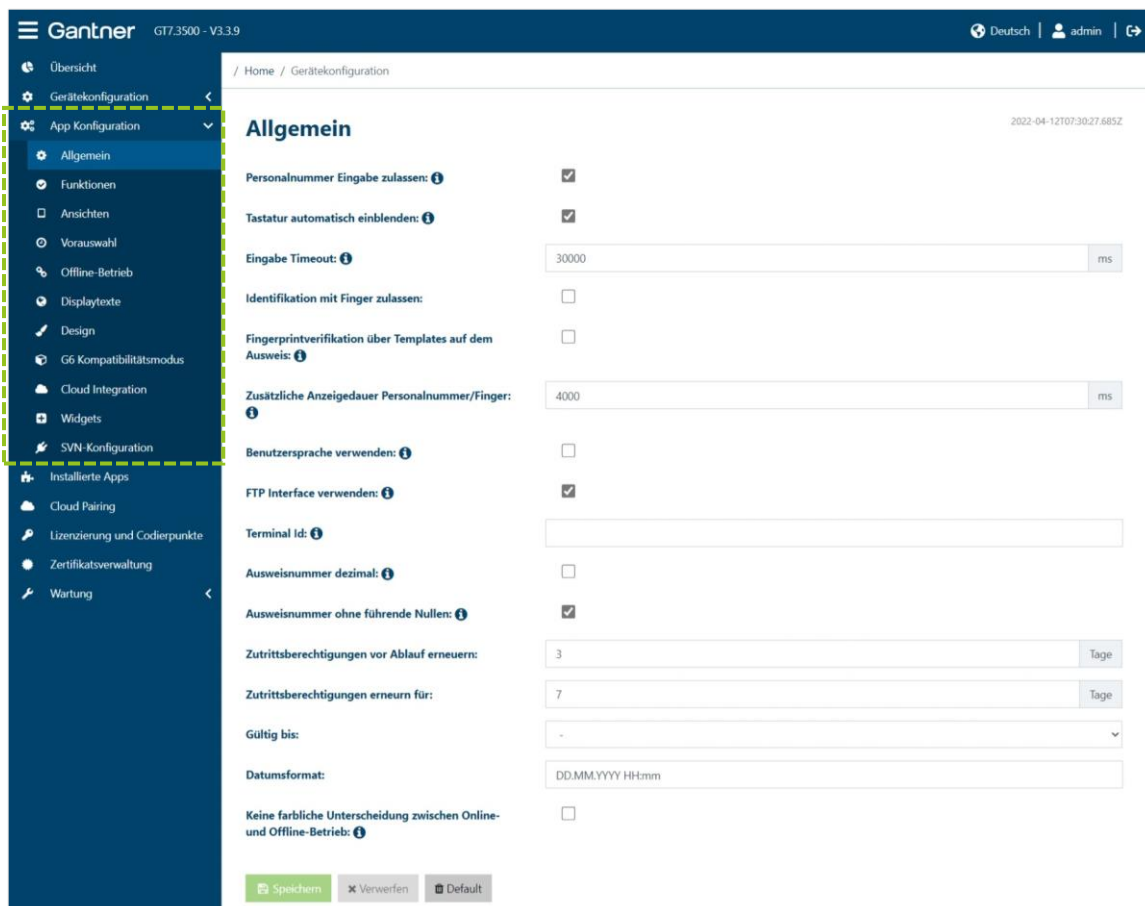 Gantner GT7.3500 - V3.3.9
Deutsch | admin |
Übersicht
Gerätekonfiguration
App Konfiguration
Allgemein
Funktionen
Ansichten
Vorauswahl
Offline-Betrieb
Displaytexte
Design
G6 Kompatibilitätsmodus
Cloud Integration
Widgets
SVN-Konfiguration
Installierte Apps
Cloud Pairing
Lizenzierung und Codierpunkte
Zertifikatsverwaltung
Wartung
/ Home / Gerätekonfiguration
Allgemein
2022-04-12T07:30:27.685Z
Personalnummer Eingabe zulassen:
Tastatur automatisch einblenden:
Eingabe Timeout: 30000 ms
Identifikation mit Finger zulassen:
Fingerprintverifikation über Templates auf dem
Ausweis:
Zusätzliche Anzeigedauer Personalnummer/Finger: 4000 ms
Benutzersprache verwenden:
FTP Interface verwenden:
Terminal Id:
Ausweisnummer dezimal:
Ausweisnummer ohne führende Nullen:
Zutrittsberechtigungen vor Ablauf erneuern: 3 Tage
Zutrittsberechtigungen erneurn für: 7 Tage
Gültig bis: -
Datumsformat: DD.MM.YYYY HH:mm
Keine farbliche Unterscheidung zwischen Online-
und Offline-Betrieb:
Speichern Verwerfen Default